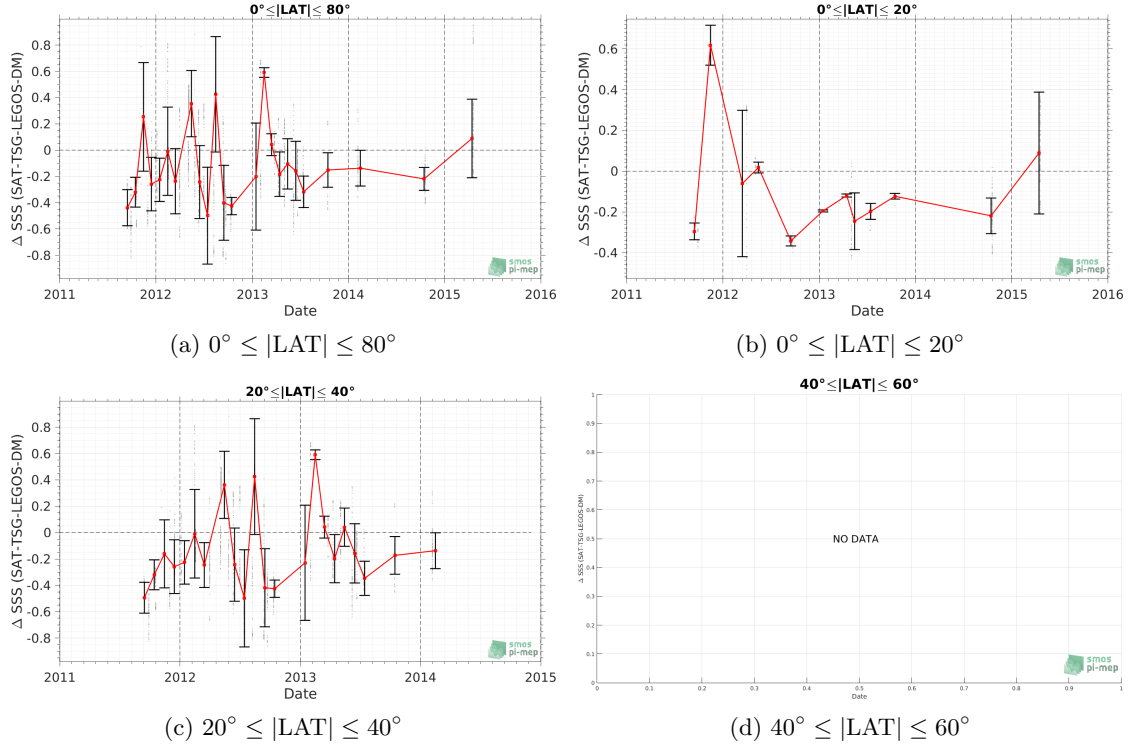 0°≤|LAT|≤ 80°
Δ SSS (SAT-TSG-LEGOS-DM)
0.8
0.6
0.4
0.2
0
-0.2
-0.4
-0.6
-0.8
2011 2012 2013 2014 2015 2016
Date
smos
pi-mep
(a) 0° ≤ |LAT| ≤ 80°
0°≤|LAT|≤ 20°
Δ SSS (SAT-TSG-LEGOS-DM)
0.6
0.4
0.2
0
-0.2
-0.4
2011 2012 2013 2014 2015 2016
Date
smos
pi-mep
(b) 0° ≤ |LAT| ≤ 20°
20°≤|LAT|≤ 40°
Δ SSS (SAT-TSG-LEGOS-DM)
0.8
0.6
0.4
0.2
0
-0.2
-0.4
-0.6
-0.8
2011 2012 2013 2014 2015
Date
smos
pi-mep
(c) 20° ≤ |LAT| ≤ 40°
40°≤|LAT|≤ 60°
Δ SSS (SAT-TSG-LEGOS-DM)
1
0.9
0.8
0.7
0.6
0.5
0.4
0.3
0.2
0.1
0
NO DATA
0 0.1 0.2 0.3 0.4 0.5 0.6 0.7 0.8 0.9 1
Date
smos
pi-mep
(d) 40° ≤ |LAT| ≤ 60°